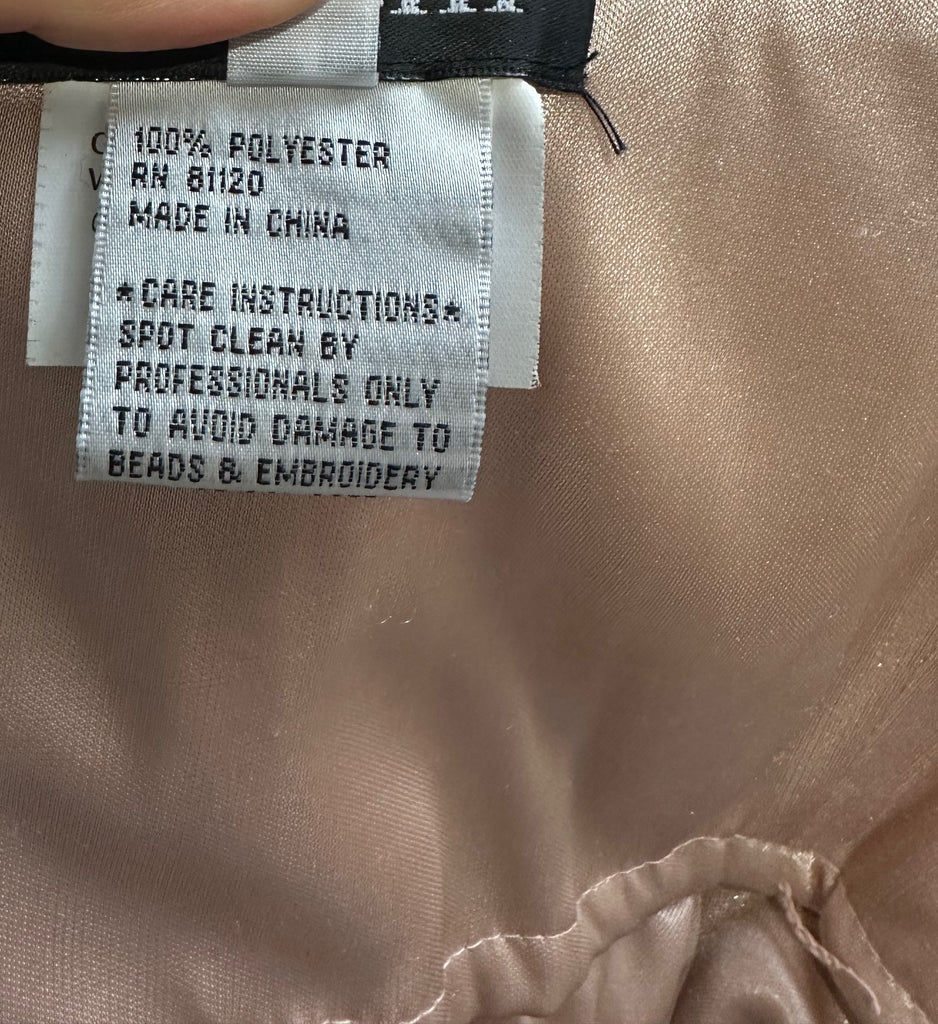 100% POLYESTER
RN 81120
MADE IN CHINA
*CARE INSTRUCTIONS*
SPOT CLEAN BY
PROFESSIONALS ONLY
TO AVOID DAMAGE TO
BEADS & EMBROIDERY